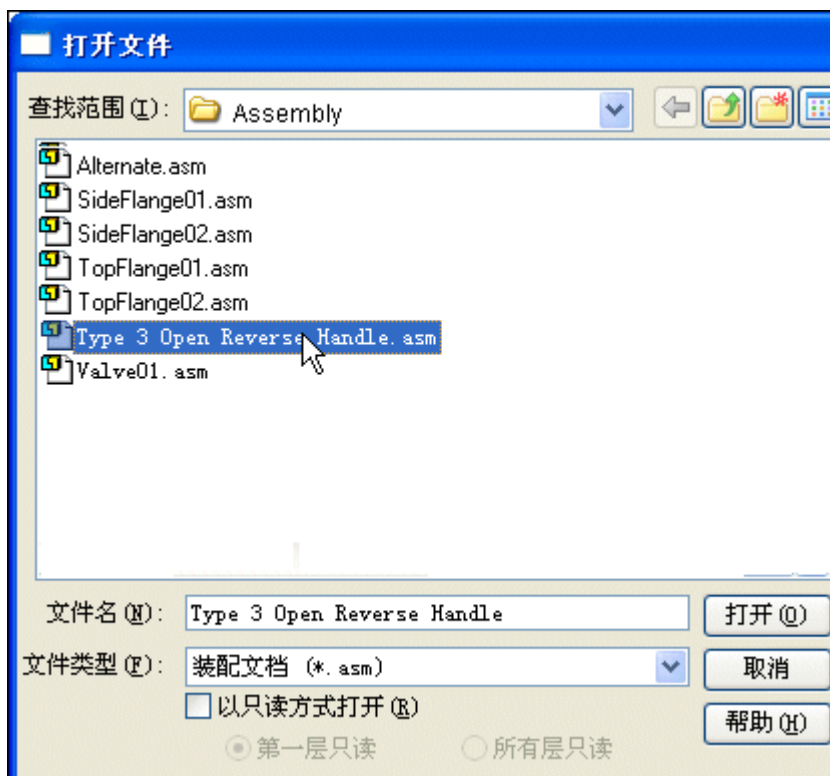 打开文件
查找范围(I): Assembly
Alternate.asm
SideFlange01.asm
SideFlange02.asm
TopFlange01.asm
TopFlange02.asm
Type 3 Open Reverse Handle.asm
Valve01.asm
文件名(N): Type 3 Open Reverse Handle 打开(O)
文件类型(F): 装配文档 (*.asm) 取消
以只读方式打开(R) 帮助(H)
第一层只读 所有层只读